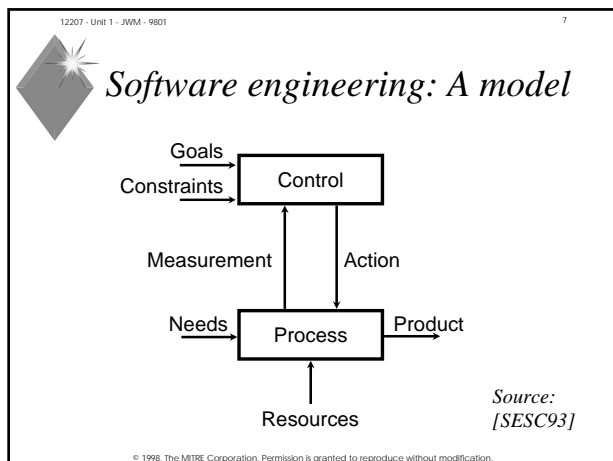 12207 - Unit 1 - JWM - 9801
7
Software engineering: A model
Goals
Constraints
Control
Measurement
Action
Needs
Process
Product
Resources
Source:
[SESC93]
© 1998, The MITRE Corporation. Permission is granted to reproduce without modification.